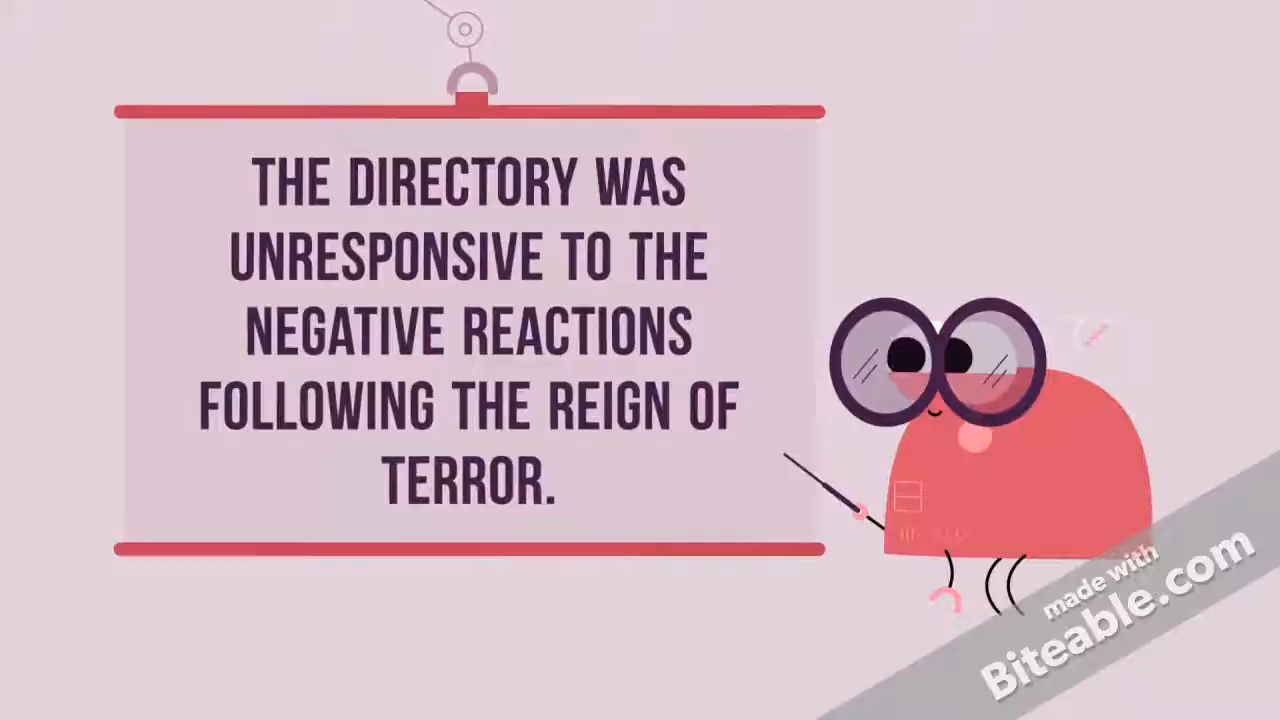 THE DIRECTORY WAS
UNRESPONSIVE TO THE
NEGATIVE REACTIONS
FOLLOWING THE REIGN OF
TERROR.
made with
Biteable.com